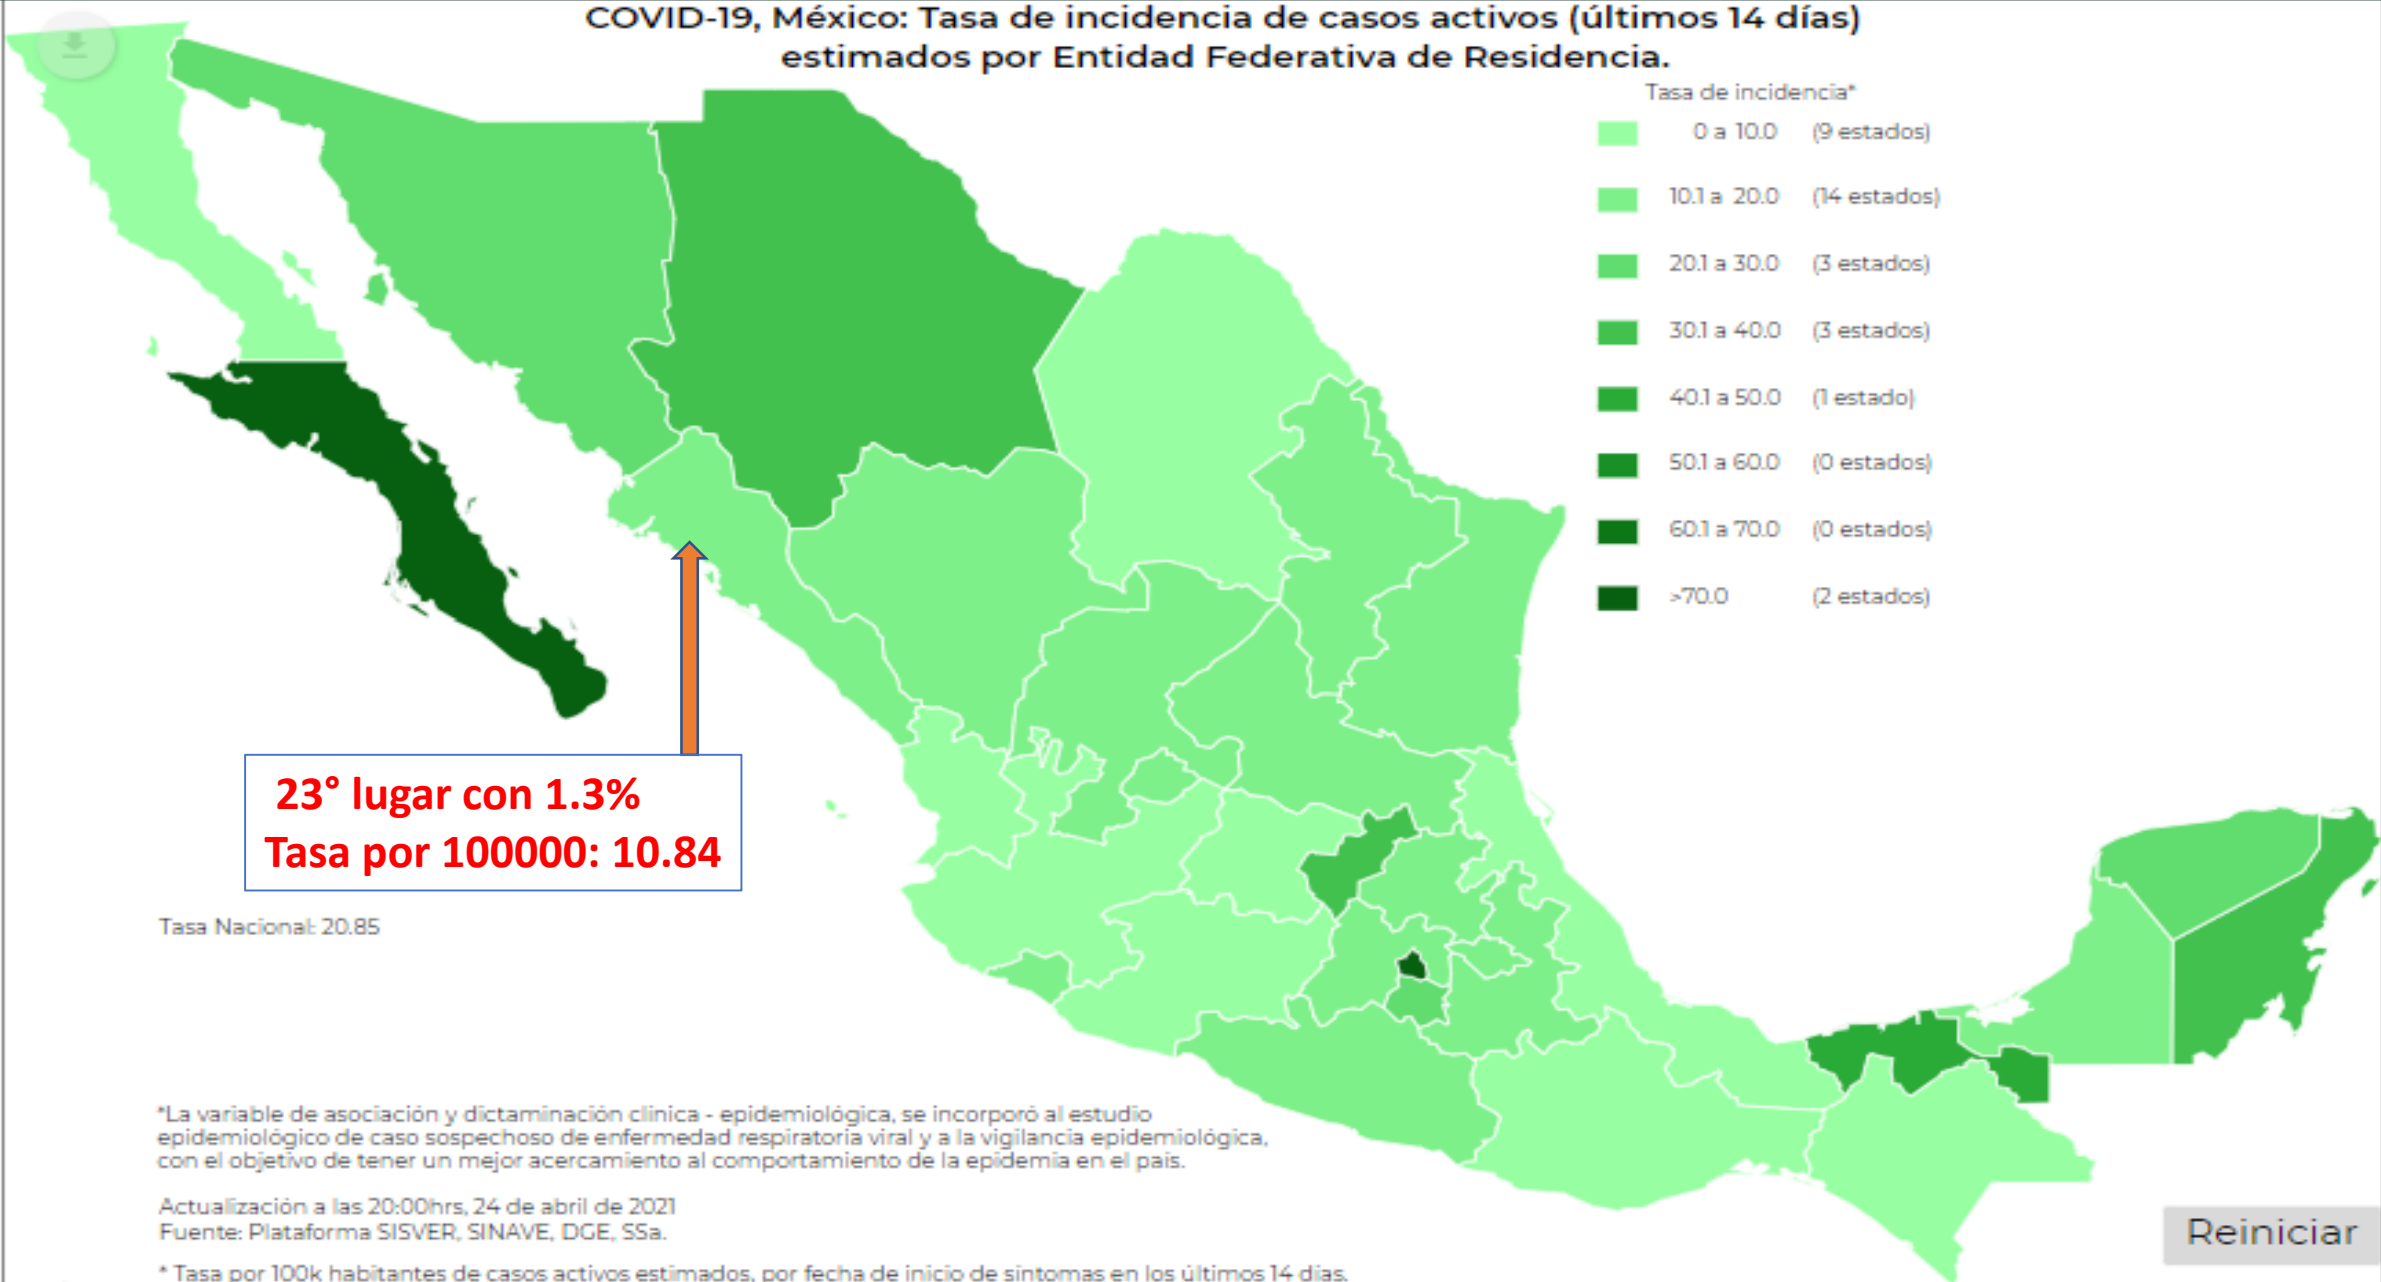 COVID-19, México: Tasa de incidencia de casos activos (últimos 14 días)
estimados por Entidad Federativa de Residencia.
Tasa de incidencia*
0 a 10.0 (9 estados)
10.1 a 20.0 (14 estados)
20.1 a 30.0 (3 estados)
30.1 a 40.0 (3 estados)
40.1 a 50.0 (1 estado)
50.1 a 60.0 (0 estados)
60.1 a 70.0 (0 estados)
>70.0 (2 estados)
23° lugar con 1.3%
Tasa por 100000: 10.84
Tasa Nacional: 20.85
*La variable de asociación y dictaminación clínica - epidemiológica, se incorporó al estudio
epidemiológico de caso sospechoso de enfermedad respiratoria viral y a la vigilancia epidemiológica,
con el objetivo de tener un mejor acercamiento al comportamiento de la epidemia en el país.
Actualización a las 20:00hrs, 24 de abril de 2021
Fuente: Plataforma SISVER, SINAVE, DGE, SSa.
* Tasa por 100k habitantes de casos activos estimados, por fecha de inicio de síntomas en los últimos 14 días.
Reiniciar